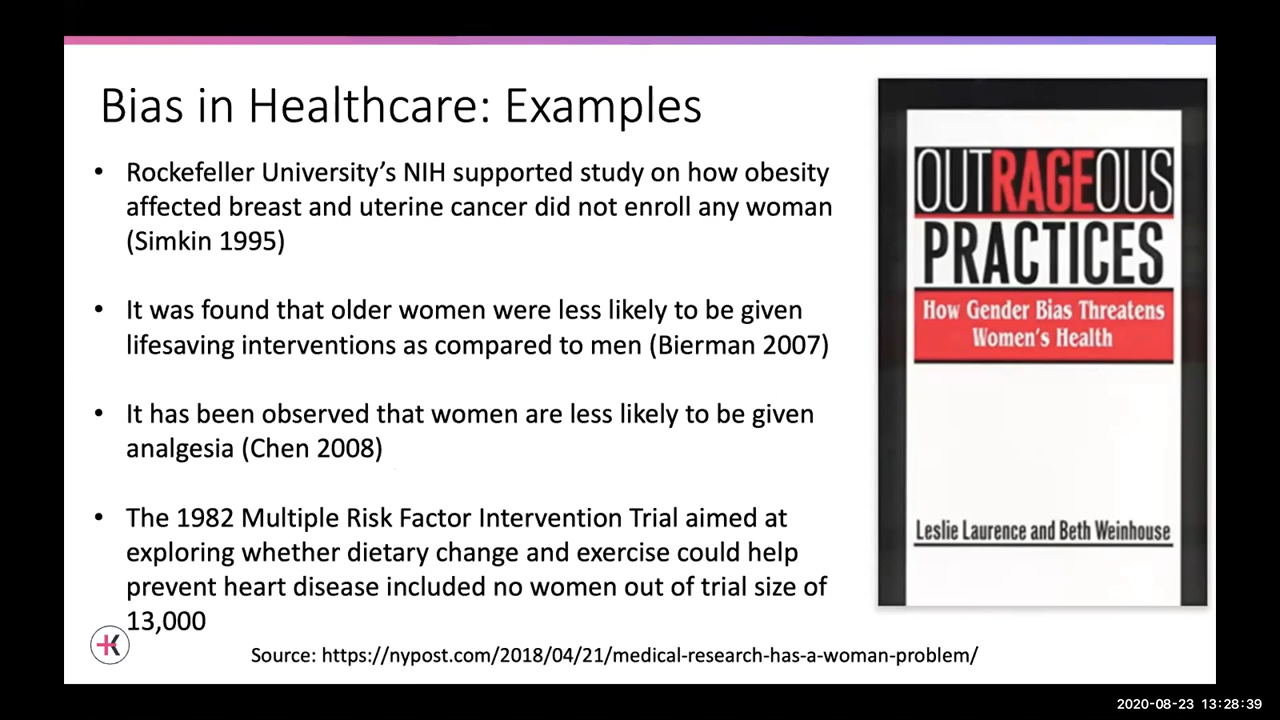 Bias in Healthcare: Examples
• Rockefeller University's NIH supported study on how obesity
affected breast and uterine cancer did not enroll any woman
(Simkin 1995)
• It was found that older women were less likely to be given
lifesaving interventions as compared to men (Bierman 2007)
• It has been observed that women are less likely to be given
analgesia (Chen 2008)
• The 1982 Multiple Risk Factor Intervention Trial aimed at
exploring whether dietary change and exercise could help
prevent heart disease included no women out of trial size of
13,000
K
Source: https://nypost.com/2018/04/21/medical-research-has-a-woman-problem/
OUTRAGEOUS
PRACTICES
How Gender Bias Threatens
Women's Health
Leslie Laurence and Beth Weinhouse
2020-08-23 13:28:39